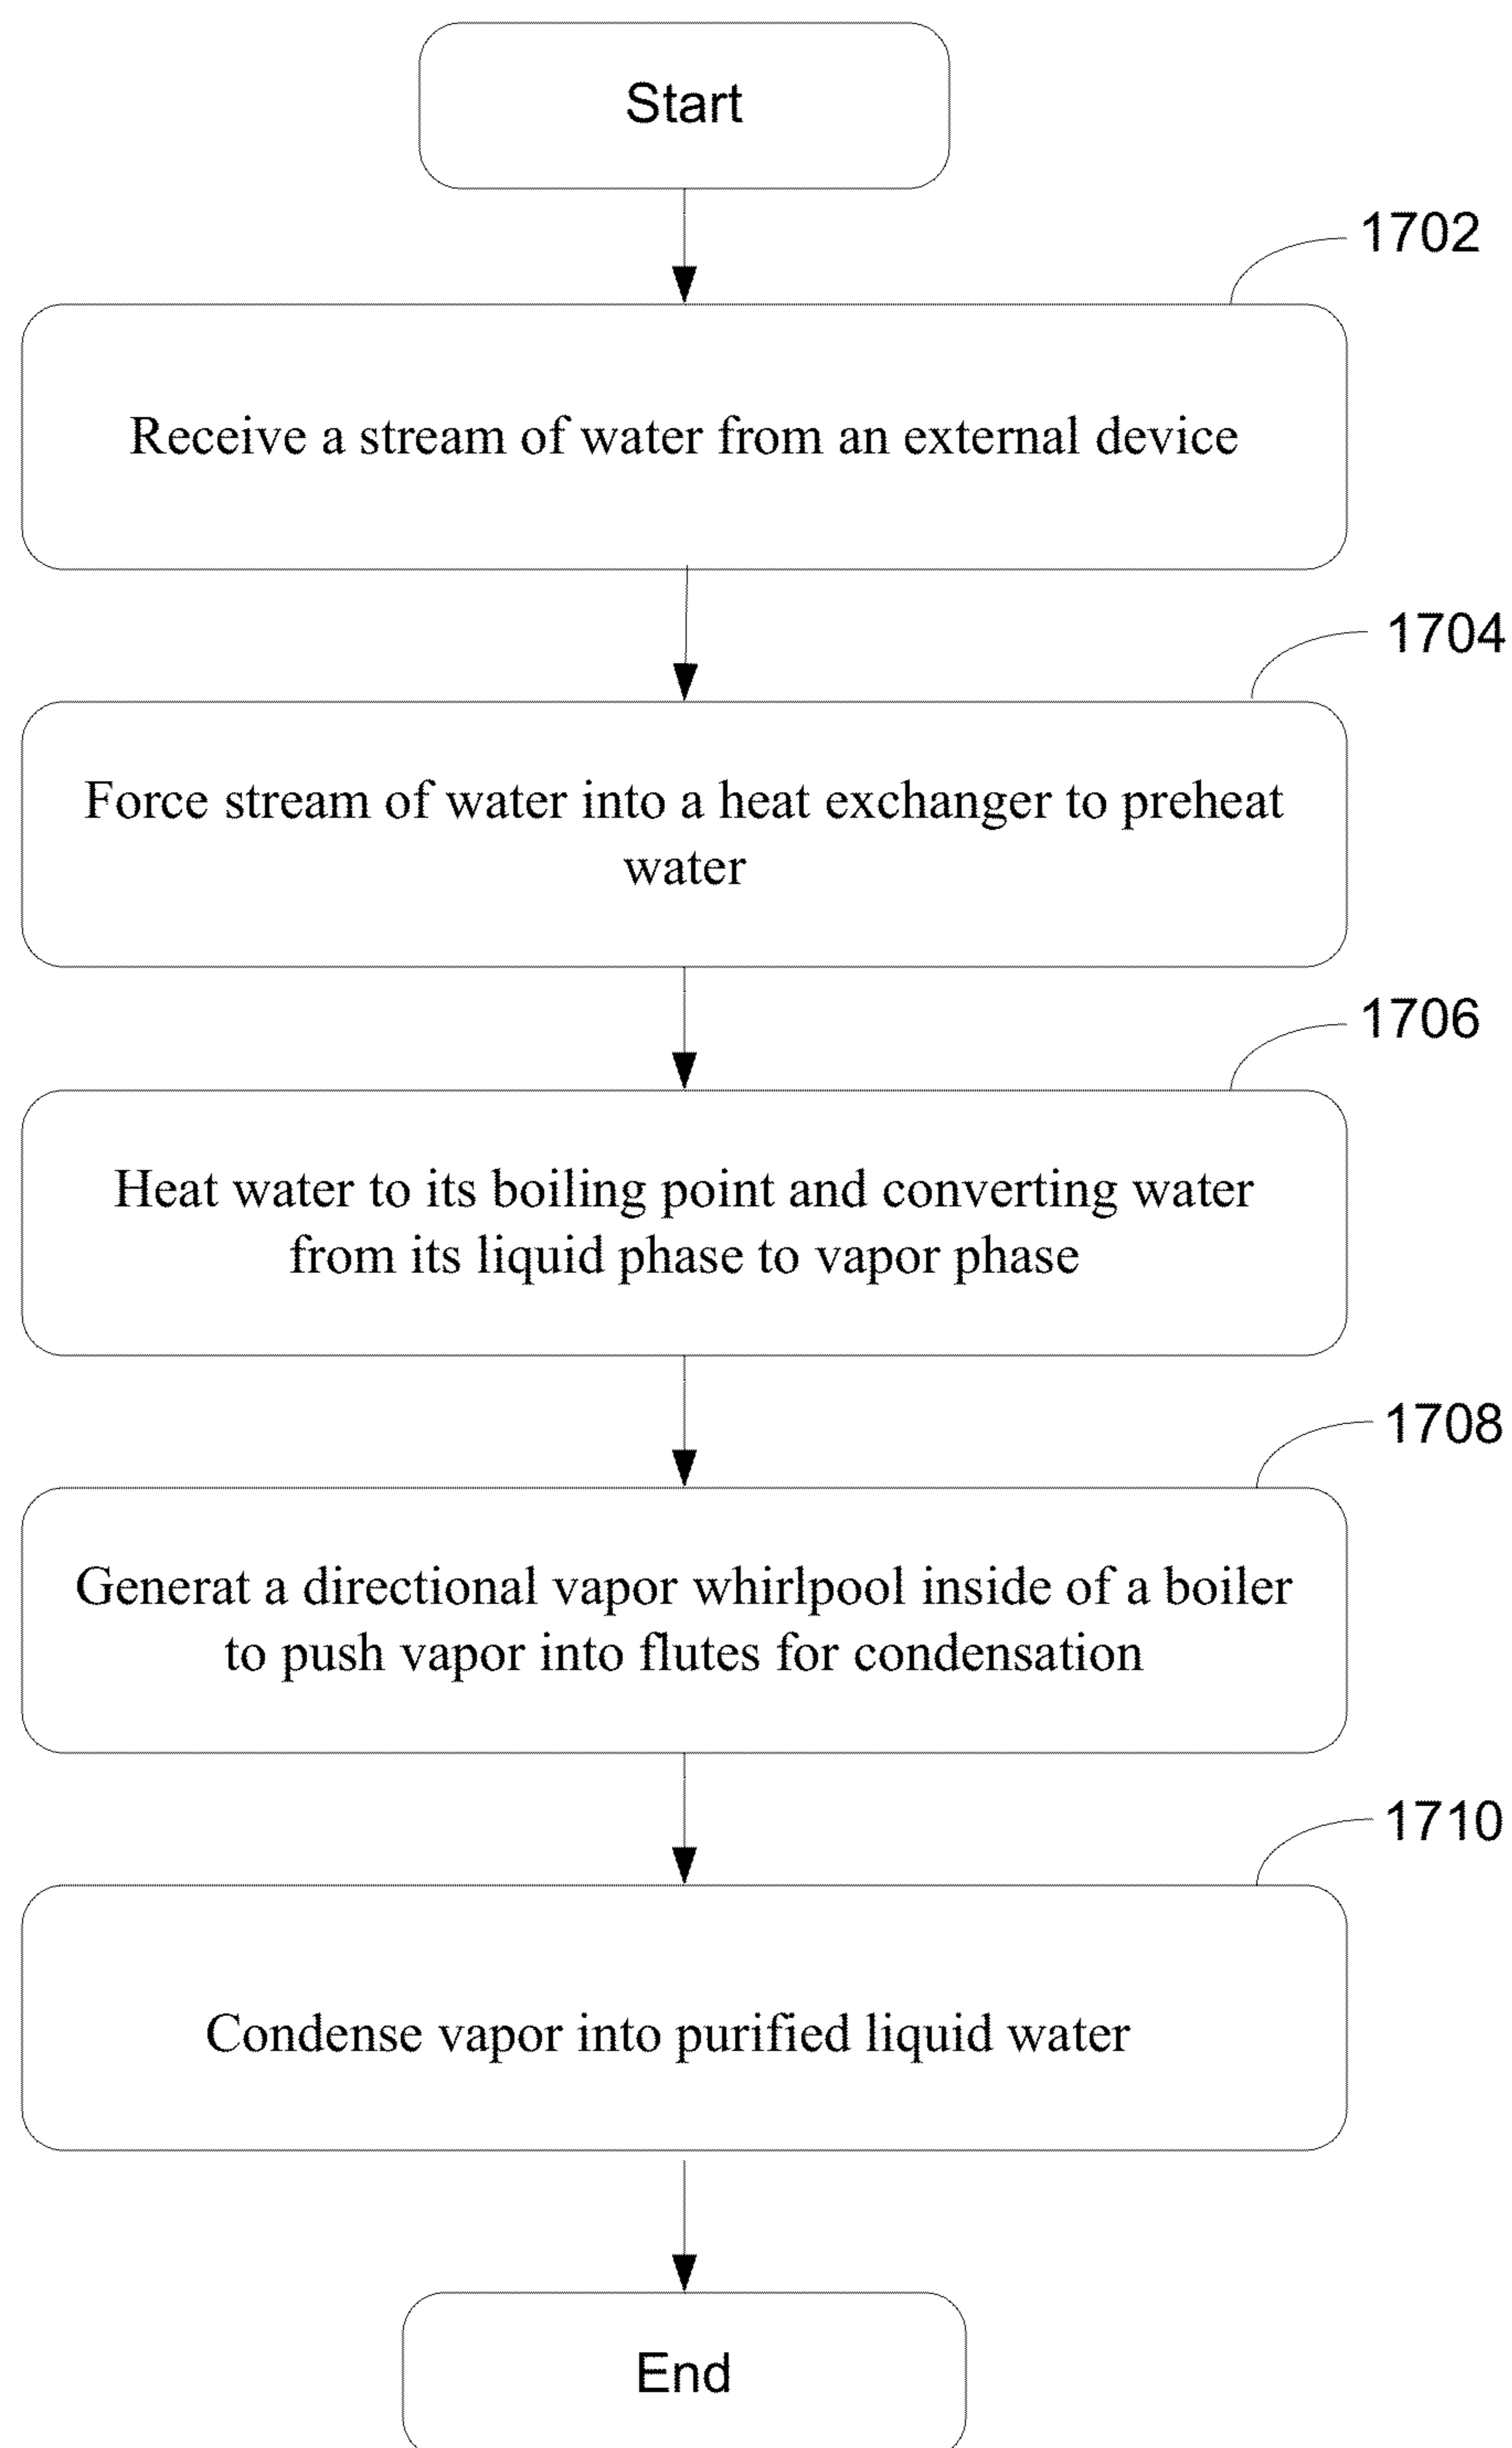 Start
1702
Receive a stream of water from an external device
1704
Force stream of water into a heat exchanger to preheat
water
1706
Heat water to its boiling point and converting water
from its liquid phase to vapor phase
1708
Generat a directional vapor whirlpool inside of a boiler
to push vapor into flutes for condensation
1710
Condense vapor into purified liquid water
End